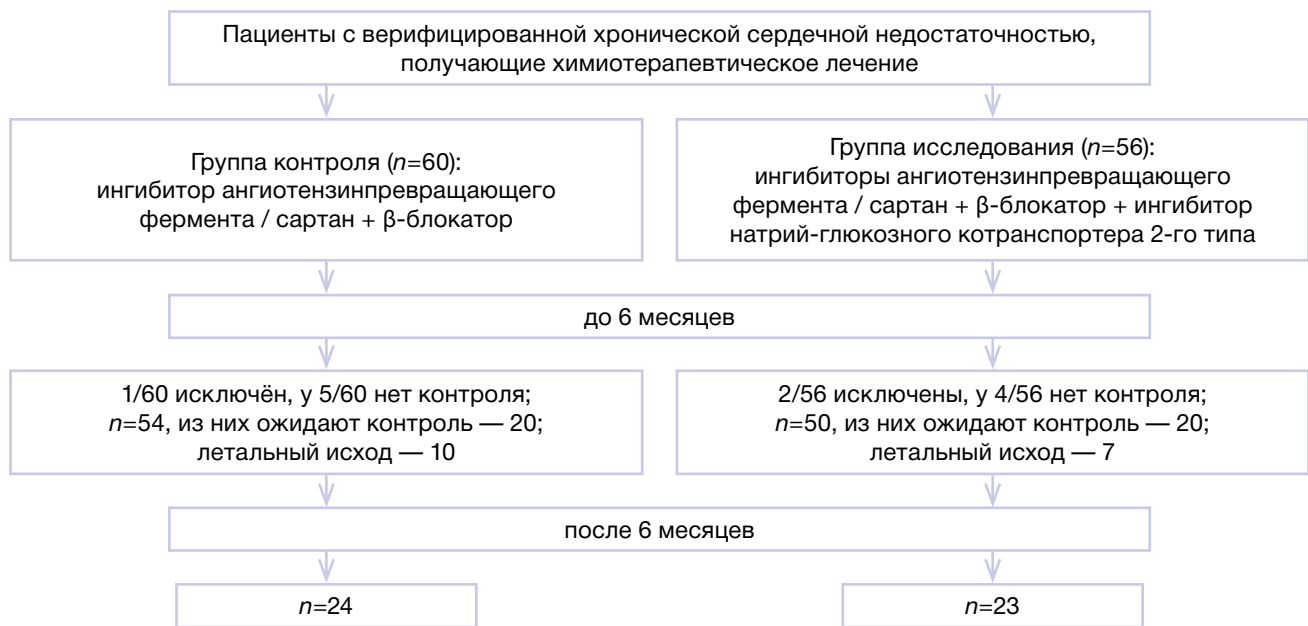 Пациенты с верифицированной хронической сердечной недостаточностью,
получающие химиотерапевтическое лечение
Группа контроля (n=60):
ингибитор ангиотензинпревращающего
фермента / сартан + β-блокатор
Группа исследования (n=56):
ингибиторы ангиотензинпревращающего
фермента / сартан + β-блокатор + ингибитор
натрий-глюкозного котранспортера 2-го типа
до 6 месяцев
1/60 исключён, у 5/60 нет контроля;
n=54, из них ожидают контроль — 20;
летальный исход — 10
2/56 исключены, у 4/56 нет контроля;
n=50, из них ожидают контроль — 20;
летальный исход — 7
после 6 месяцев
n=24
n=23